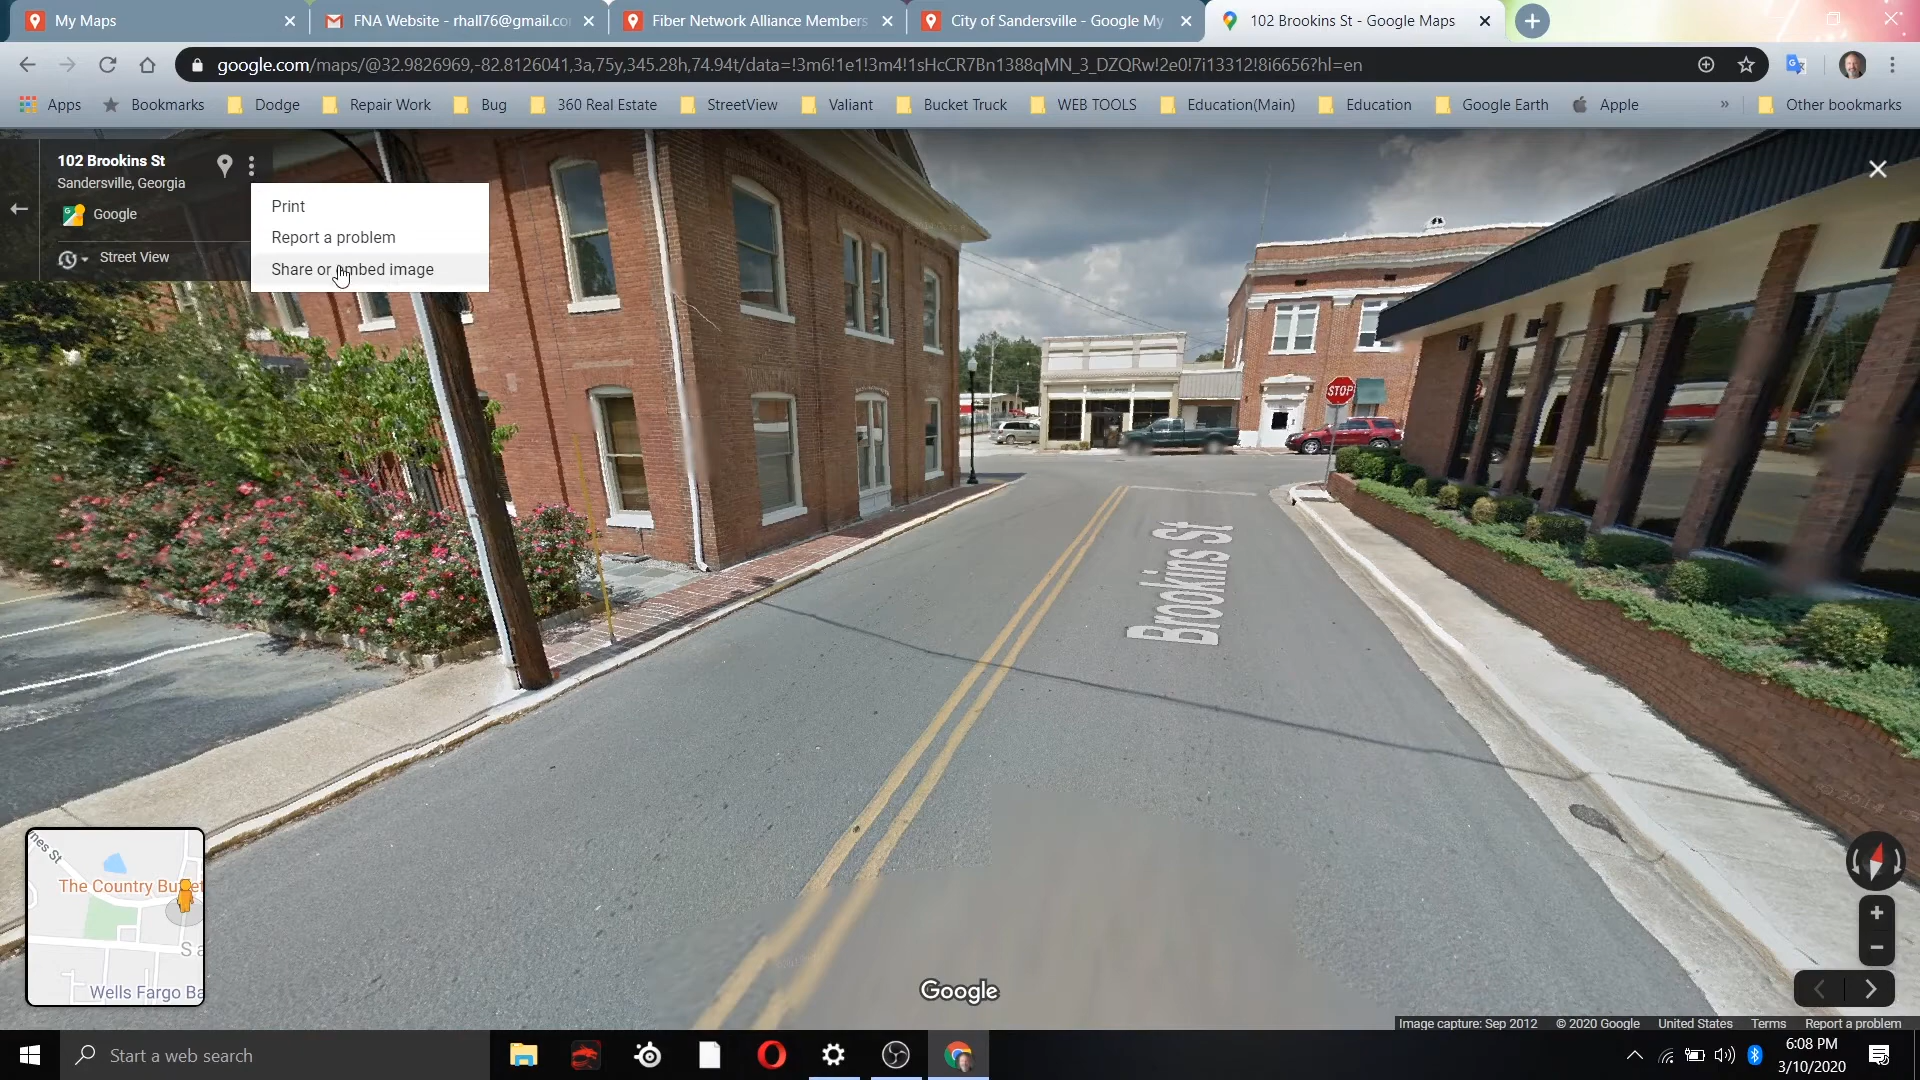 My Maps
FNA Website - rhall76@gmail.co
Fiber Network Alliance Members
City of Sandersville - Google My
102 Brookins St - Google Maps
google.com/maps/@32.9826969,-82.8126041,3a,75y,345.28h,74.94t/data=!3m6!1e1!3m4!1sHcCR7Bn1388qMN_3_DZQRw!2e0!7i13312!8i6656?hl=en
Apps Bookmarks Dodge Repair Work Bug 360 Real Estate StreetView Valiant Bucket Truck WEB TOOLS Education(Main) Education Google Earth Apple » Other bookmarks
102 Brookins St
Sandersville, Georgia
Google
Street View
Print
Report a problem
Share or embed image
STOP
Brookins St
nes St
The Country Bu
Wells Fargo Ba
Google
Image capture: Sep 2012 © 2020 Google United States Terms Report a problem
Start a web search
6:08 PM
3/10/2020